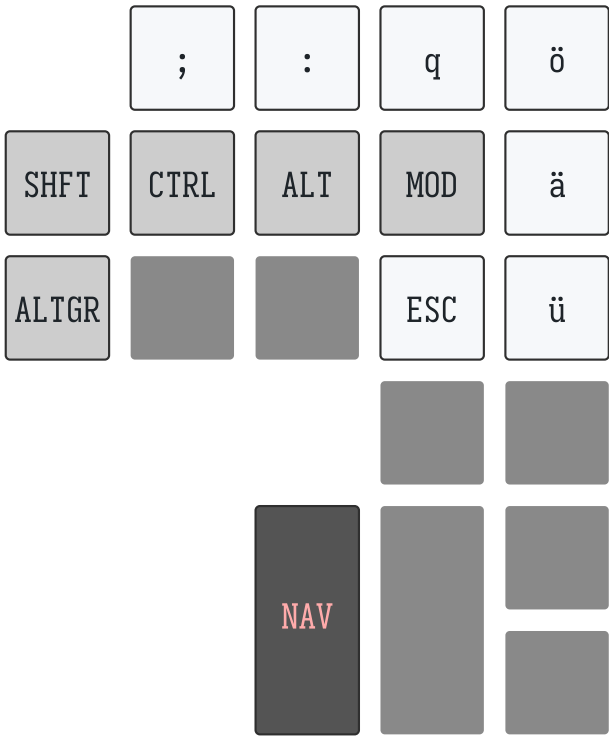 ; : q ö
SHFT CTRL ALT MOD ä
ALTGR ESC ü
NAV